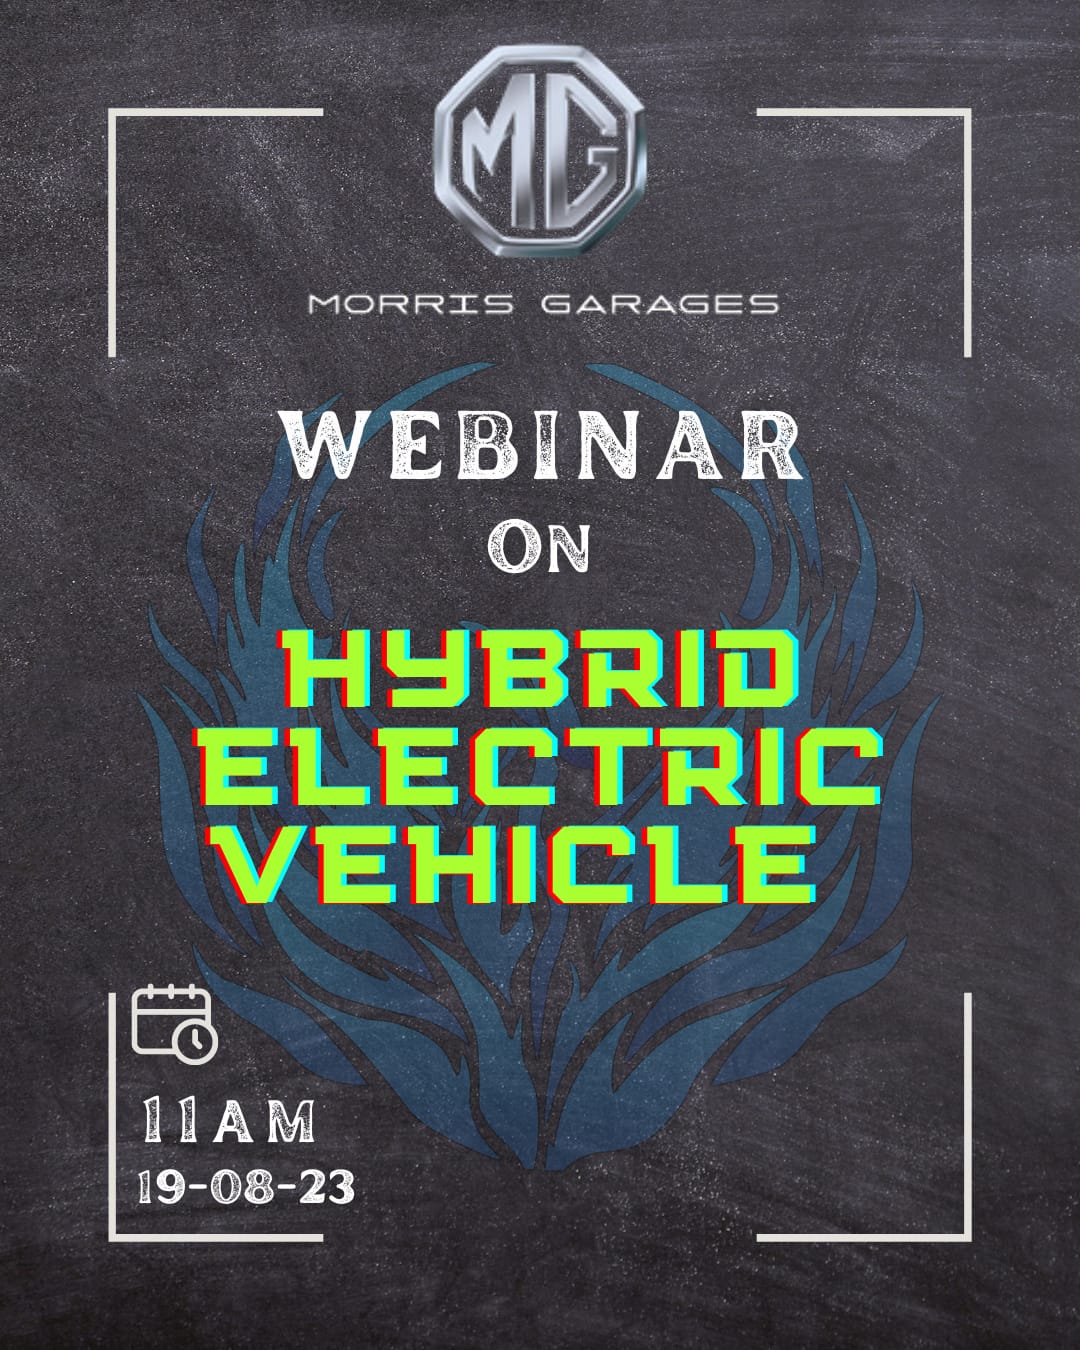 MG
MORRIS GARAGES
WEBINAR
ON
HYBRID
ELECTRIC
VEHICLE
11AM
19-08-23